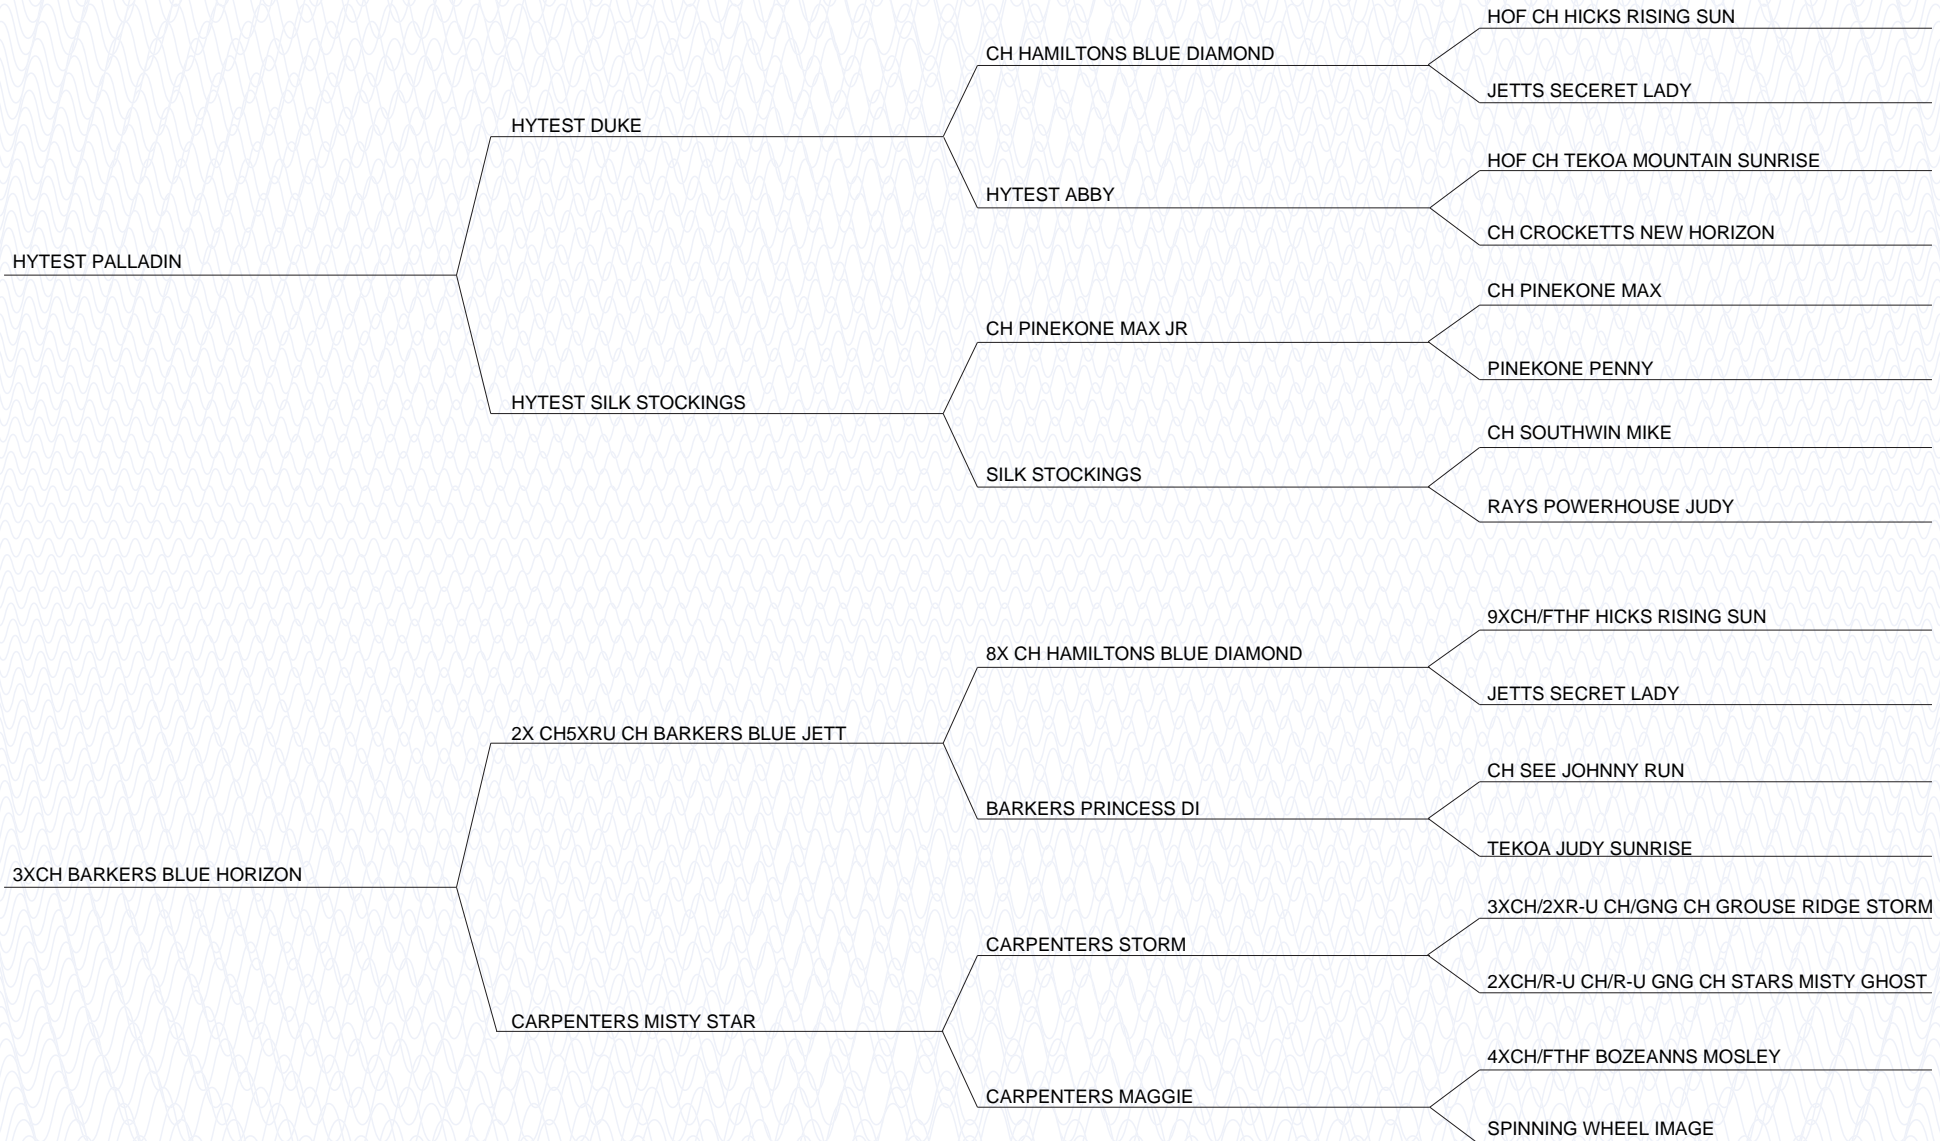 HOF CH HICKS RISING SUN
CH HAMILTONS BLUE DIAMOND
JETTS SECERET LADY
HYTEST DUKE
HOF CH TEKOA MOUNTAIN SUNRISE
HYTEST ABBY
CH CROCKETTS NEW HORIZON
HYTEST PALLADIN
CH PINEKONE MAX
CH PINEKONE MAX JR
PINEKONE PENNY
HYTEST SILK STOCKINGS
CH SOUTHWIN MIKE
SILK STOCKINGS
RAYS POWERHOUSE JUDY
9XCH/FTHF HICKS RISING SUN
8X CH HAMILTONS BLUE DIAMOND
JETTS SECRET LADY
2X CH5XRU CH BARKERS BLUE JETT
CH SEE JOHNNY RUN
BARKERS PRINCESS DI
TEKOA JUDY SUNRISE
3XCH BARKERS BLUE HORIZON
3XCH/2XR-U CH/GNG CH GROUSE RIDGE STORM
CARPENTERS STORM
2XCH/R-U CH/R-U GNG CH STARS MISTY GHOST
CARPENTERS MISTY STAR
4XCH/FTHF BOZEANNS MOSLEY
CARPENTERS MAGGIE
SPINNING WHEEL IMAGE